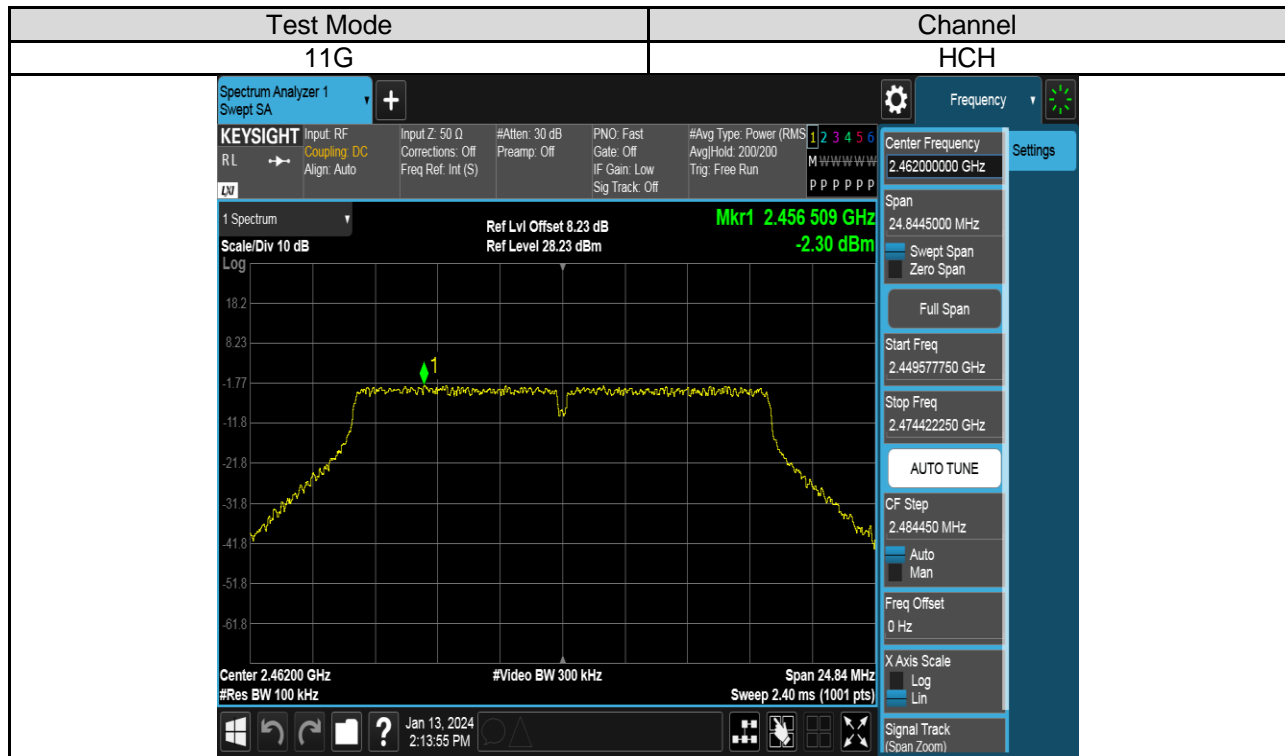 Test Mode Channel
11G HCH
Spectrum Analyzer 1
Swept SA
+
Frequency
KEYSIGHT Input: RF Input Z: 50 Ω #Atten: 30 dB PNO: Fast #Avg Type: Power (RMS 1 2 3 4 5 6
RL Coupling: DC Corrections: Off Preamp: Off Gate: Off Avg|Hold: 200/200 M W W W W W
Align: Auto Freq Ref: Int (S) IF Gain: Low Trig: Free Run
LXI Sig Track: Off P P P P P P
1 Spectrum Ref Lvl Offset 8.23 dB Mkr1 2.456 509 GHz
Scale/Div 10 dB Ref Level 28.23 dBm -2.30 dBm
Log
18.2
8.23
1
-1.77
-11.8
-21.8
-31.8
-41.8
-51.8
-61.8
Center 2.46200 GHz #Video BW 300 kHz Span 24.84 MHz
#Res BW 100 kHz Sweep 2.40 ms (1001 pts)
Center Frequency
2.462000000 GHz
Settings
Span
24.8445000 MHz
Swept Span
Zero Span
Full Span
Start Freq
2.449577750 GHz
Stop Freq
2.474422250 GHz
AUTO TUNE
CF Step
2.484450 MHz
Auto
Man
Freq Offset
0 Hz
X Axis Scale
Log
Lin
Signal Track
(Span Zoom)
? Jan 13, 2024
2:13:55 PM